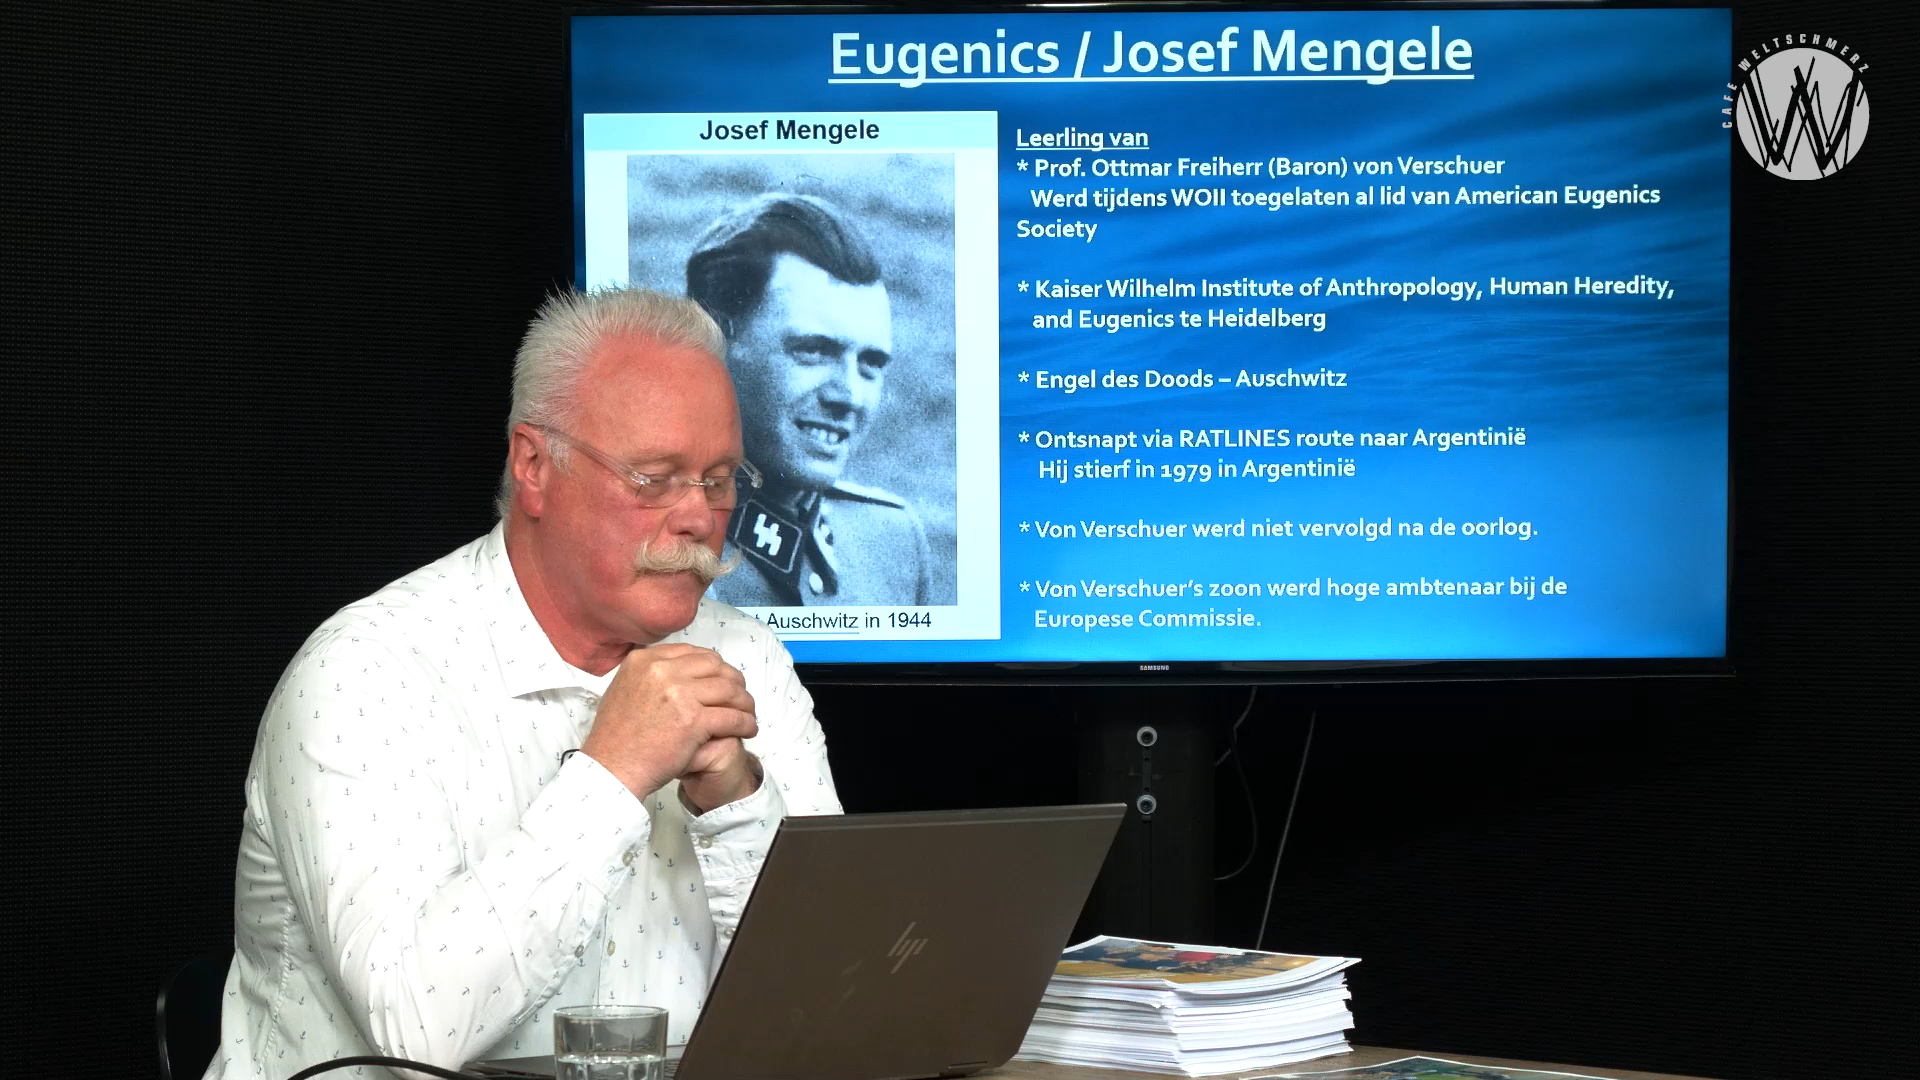 Eugenics / Josef Mengele
CAFE WELTSCHMERZ
Josef Mengele
Auschwitz in 1944
Leerling van
* Prof. Ottmar Freiherr (Baron) von Verschuer
Werd tijdens WOII toegelaten al lid van American Eugenics
Society
* Kaiser Wilhelm Institute of Anthropology, Human Heredity,
and Eugenics te Heidelberg
* Engel des Doods – Auschwitz
* Ontsnapt via RATLINES route naar Argentinië
Hij stierf in 1979 in Argentinië
* Von Verschuer werd niet vervolgd na de oorlog.
* Von Verschuer's zoon werd hoge ambtenaar bij de
Europese Commissie.
SAMSUNG
hp